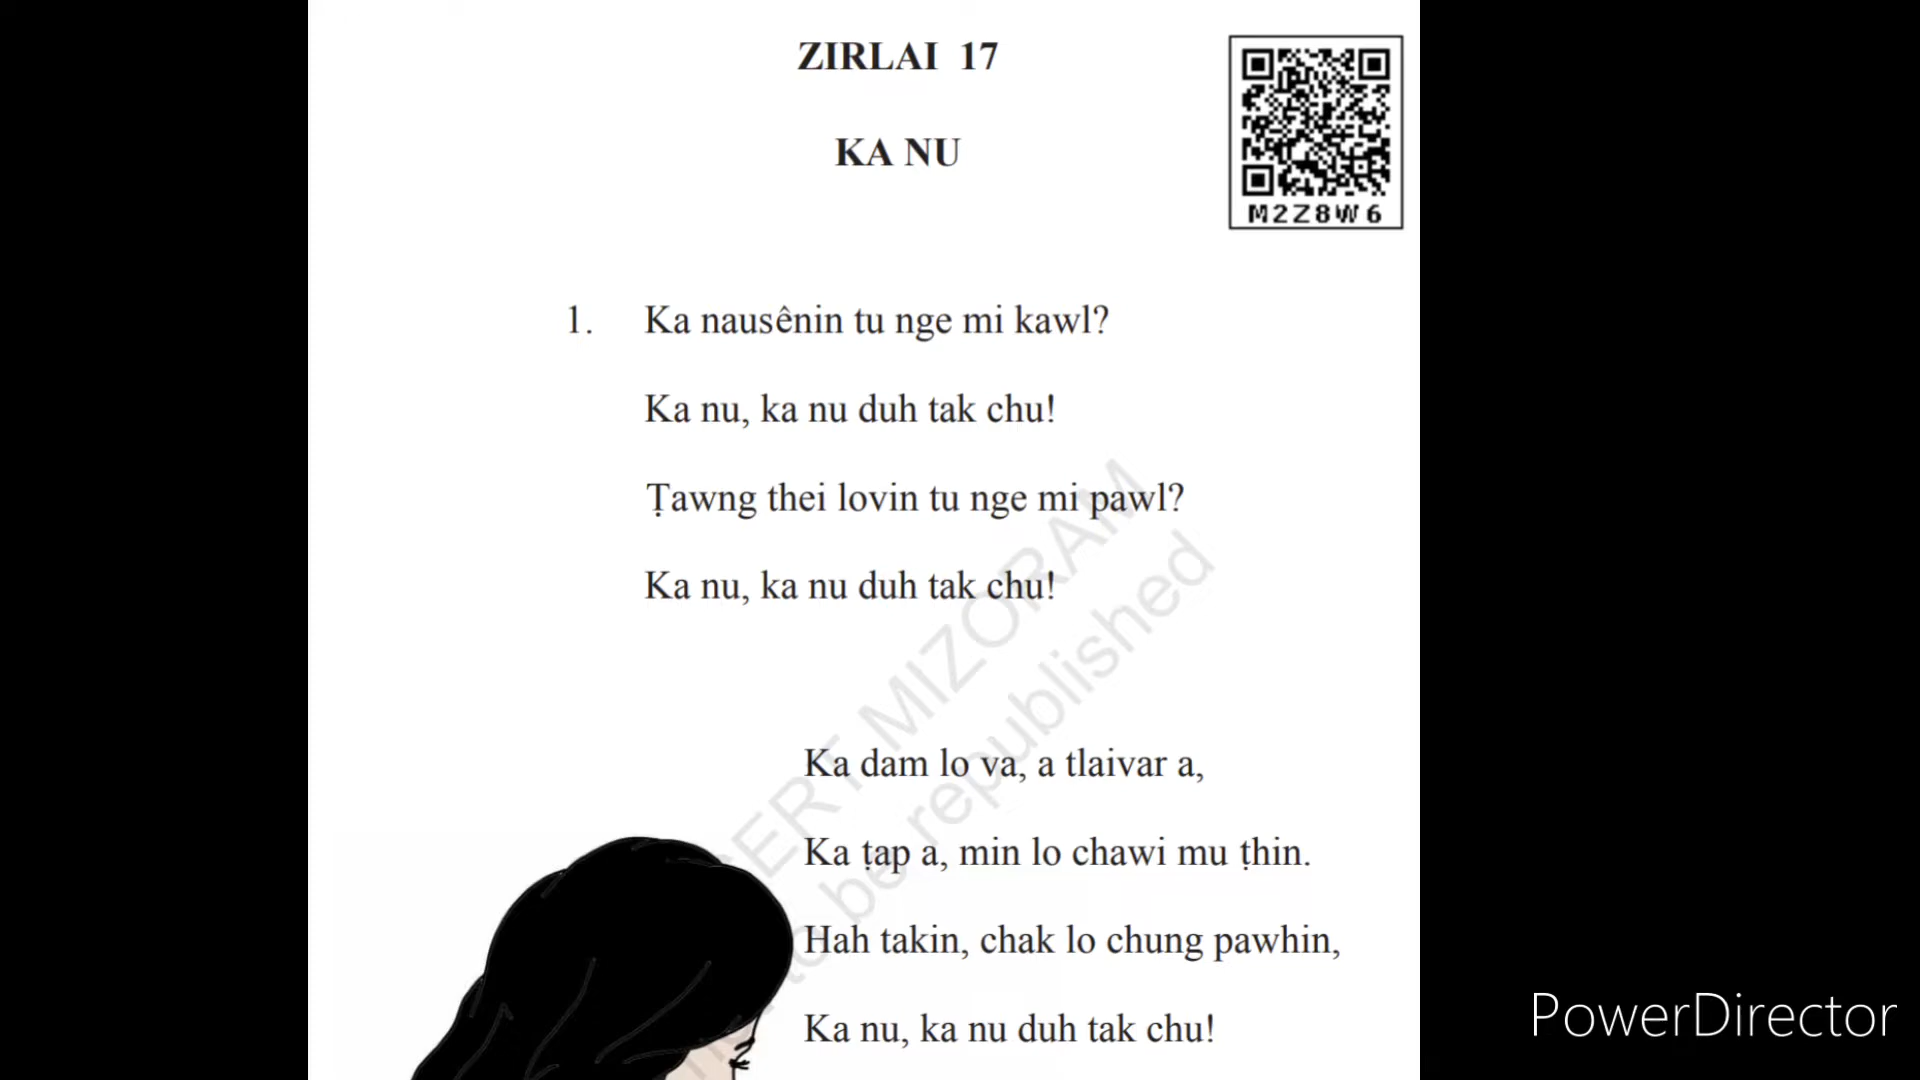 ZIRLAI 17
KA NU
M2Z8W6
1. Ka nausênin tu nge mi kawl?
Ka nu, ka nu duh tak chu!
Ṭawng thei lovin tu nge mi pawl?
Ka nu, ka nu duh tak chu!
Ka dam lo va, a tlaivar a,
Ka ṭap a, min lo chawi mu ṭhin.
Hah takin, chak lo chung pawhin,
Ka nu, ka nu duh tak chu!
MIZORAM
be republished
PowerDirector